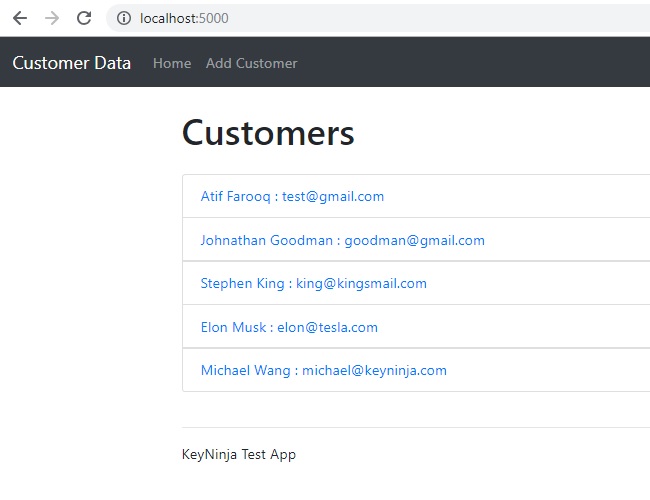 localhost:5000
Customer Data Home Add Customer
Customers
Atif Farooq : test@gmail.com
Johnathan Goodman : goodman@gmail.com
Stephen King : king@kingsmail.com
Elon Musk : elon@tesla.com
Michael Wang : michael@keyninja.com
KeyNinja Test App